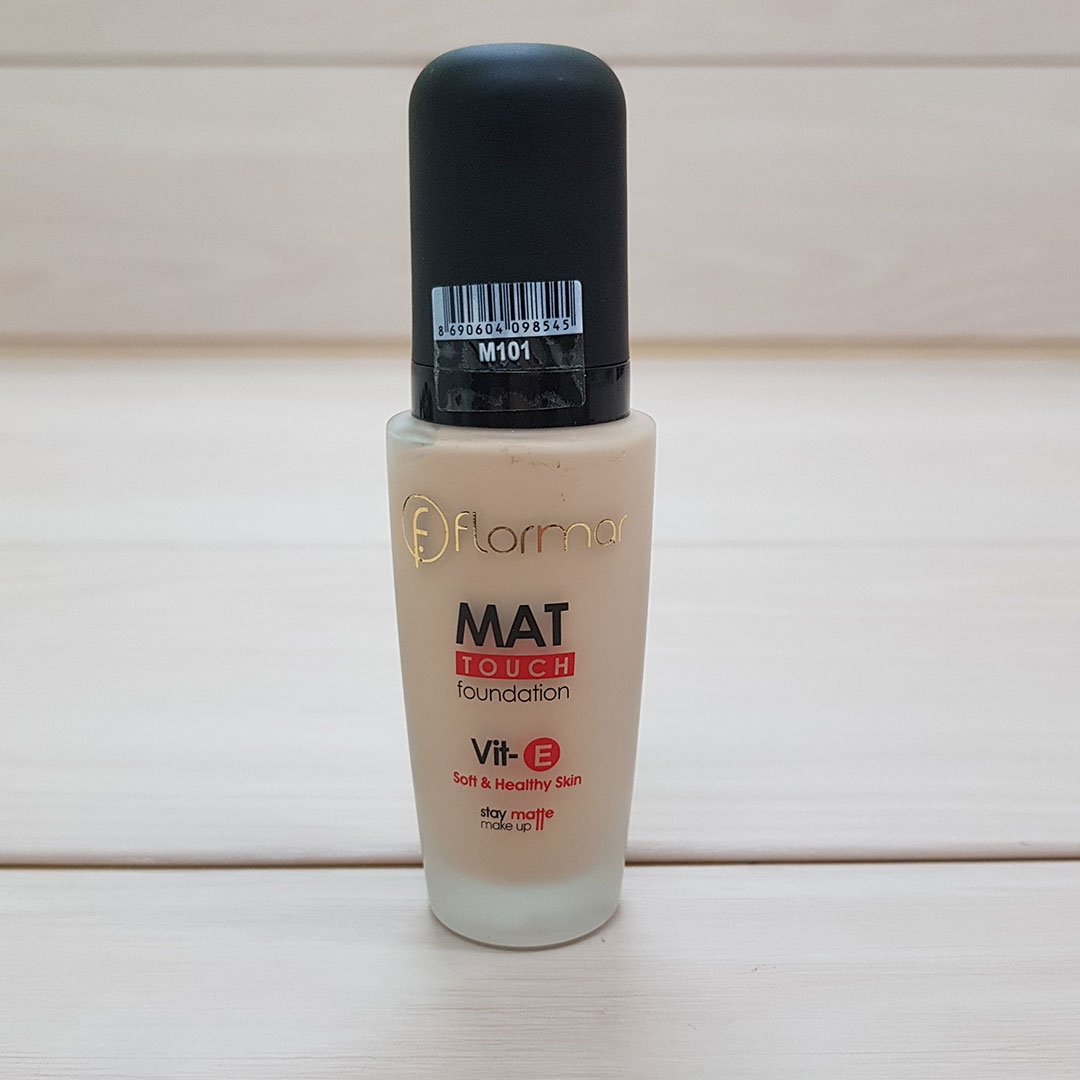 8 690604 098545
M101
F flormar
MAT
TOUCH
foundation
Vit- E
Soft & Healthy Skin
stay matte
make up